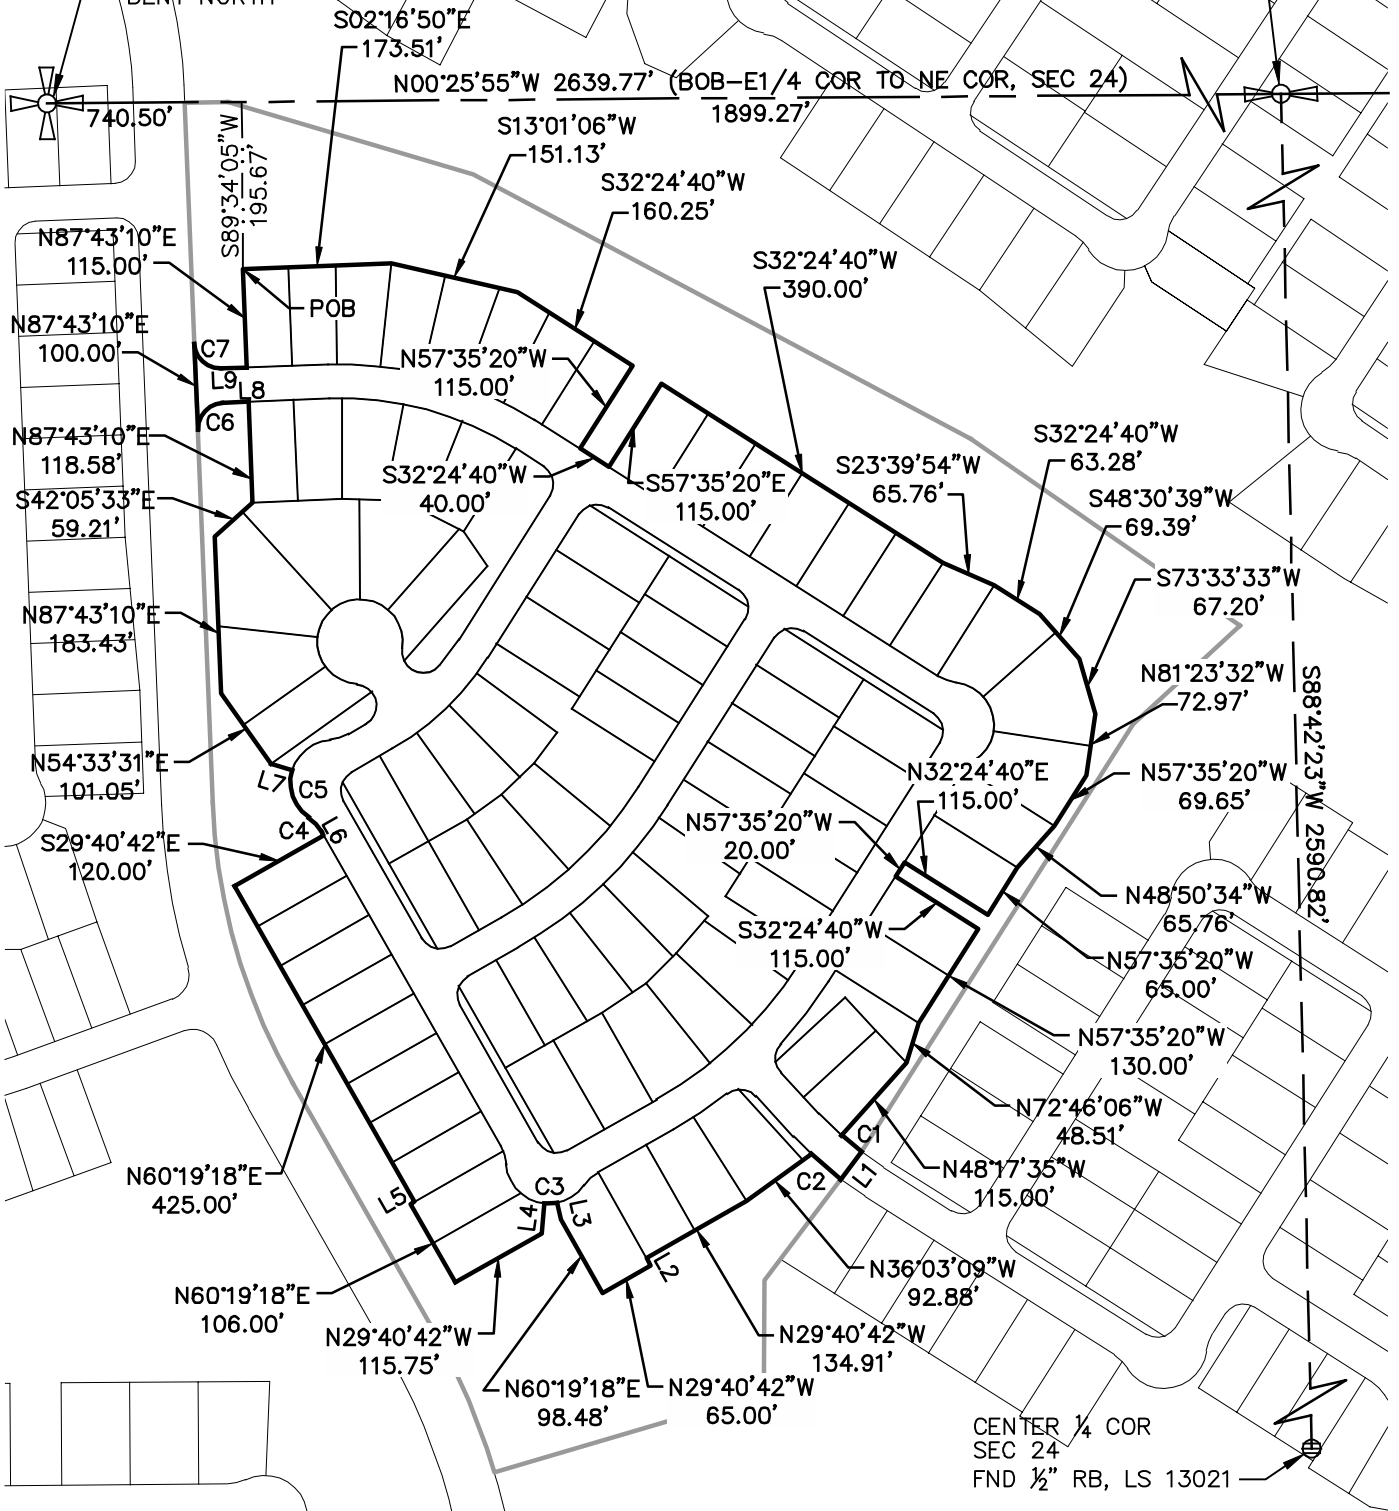 BENT NORTH
S02°16'50"E
173.51'
N00°25'55"W 2639.77' (BOB-E1/4 COR TO NE COR, SEC 24)
740.50'
1899.27'
S13°01'06"W
151.13'
S89°34'05"W
195.67'
S32°24'40"W
160.25'
N87°43'10"E
115.00'
S32°24'40"W
390.00'
POB
N87°43'10"E
100.00'
C7
N57°35'20"W
115.00'
L9
L8
C6
N87°43'10"E
118.58'
S32°24'40"W
63.28'
S23°39'54"W
65.76'
S32°24'40"W
40.00'
S57°35'20"E
115.00'
S42°05'33"E
59.21'
S48°30'39"W
69.39'
S73°33'33"W
67.20'
N87°43'10"E
183.43'
N81°23'32"W
72.97'
S88°42'23"W 2590.82'
N54°33'31"E
101.05'
L7
C5
N32°24'40"E
115.00'
N57°35'20"W
69.65'
C4
L6
N57°35'20"W
20.00'
S29°40'42"E
120.00'
N48°50'34"W
65.76'
S32°24'40"W
115.00'
N57°35'20"W
65.00'
N57°35'20"W
130.00'
N72°46'06"W
48.51'
C1
N60°19'18"E
425.00'
L5
C3
C2
L1
N48°17'35"W
115.00'
L4
L3
L2
N36°03'09"W
92.88'
N60°19'18"E
106.00'
N29°40'42"W
115.75'
N29°40'42"W
134.91'
N60°19'18"E
98.48'
N29°40'42"W
65.00'
CENTER ¼ COR
SEC 24
FND ½" RB, LS 13021